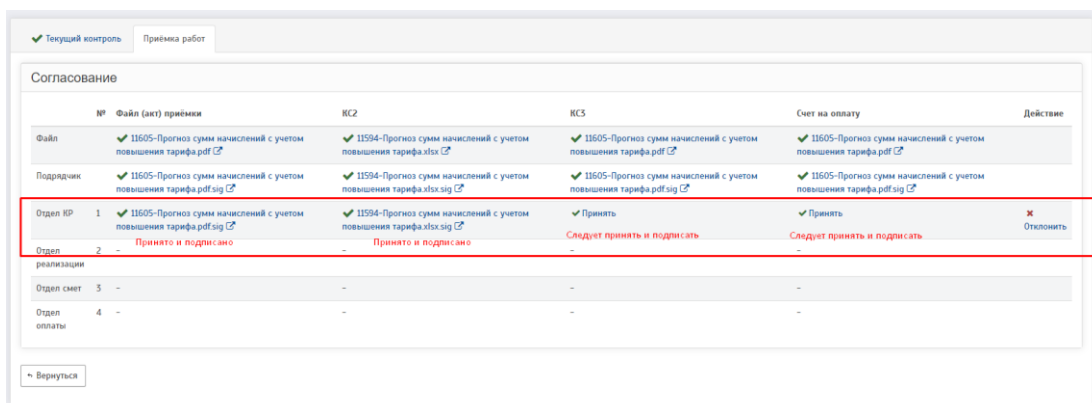 Текущий контроль Приёмка работ
Согласование
№ Файл (акт) приёмки КС2 КС3 Счет на оплату Действие
Файл 11605-Прогноз сумм начислений с учетом 11594-Прогноз сумм начислений с учетом 11605-Прогноз сумм начислений с учетом 11605-Прогноз сумм начислений с учетом
повышения тарифа.pdf повышения тарифа.xlsx повышения тарифа.pdf повышения тарифа.pdf
Подрядчик 11605-Прогноз сумм начислений с учетом 11594-Прогноз сумм начислений с учетом 11605-Прогноз сумм начислений с учетом 11605-Прогноз сумм начислений с учетом
повышения тарифа.pdf.sig повышения тарифа.xlsx.sig повышения тарифа.pdf.sig повышения тарифа.pdf.sig
Отдел КР 1 11605-Прогноз сумм начислений с учетом 11594-Прогноз сумм начислений с учетом Принять Принять
повышения тарифа.pdf.sig повышения тарифа.xlsx.sig Отклонить
Принято и подписано Принято и подписано Следует принять и подписать Следует принять и подписать
Отдел 2 - - - -
реализации
Отдел смет 3 - - - -
Отдел 4 - - - -
оплаты
Вернуться